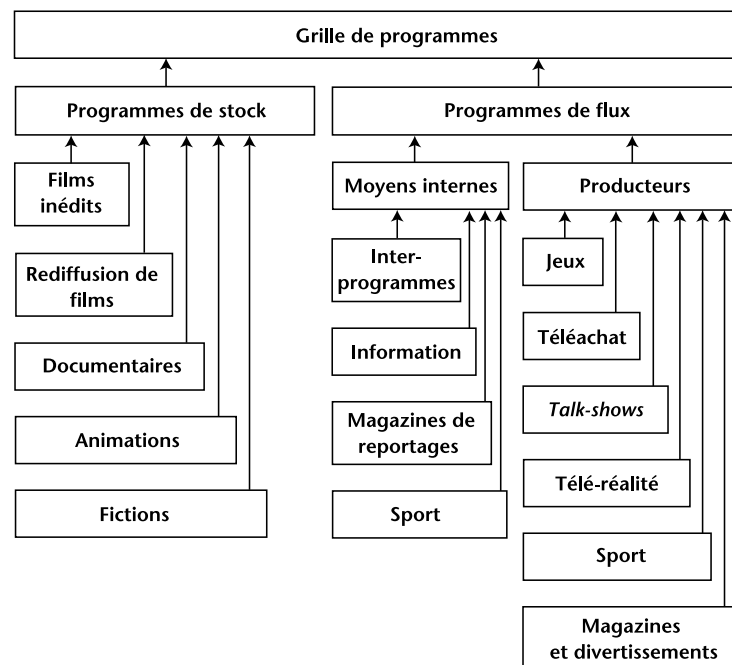 Grille de programmes
Programmes de stock
Films
inédits
Rediffusion de
films
Documentaires
Animations
Fictions
Programmes de flux
Moyens internes
Inter-
programmes
Information
Magazines de
reportages
Sport
Producteurs
Jeux
Téléachat
Talk-shows
Télé-réalité
Sport
Magazines
et divertissements